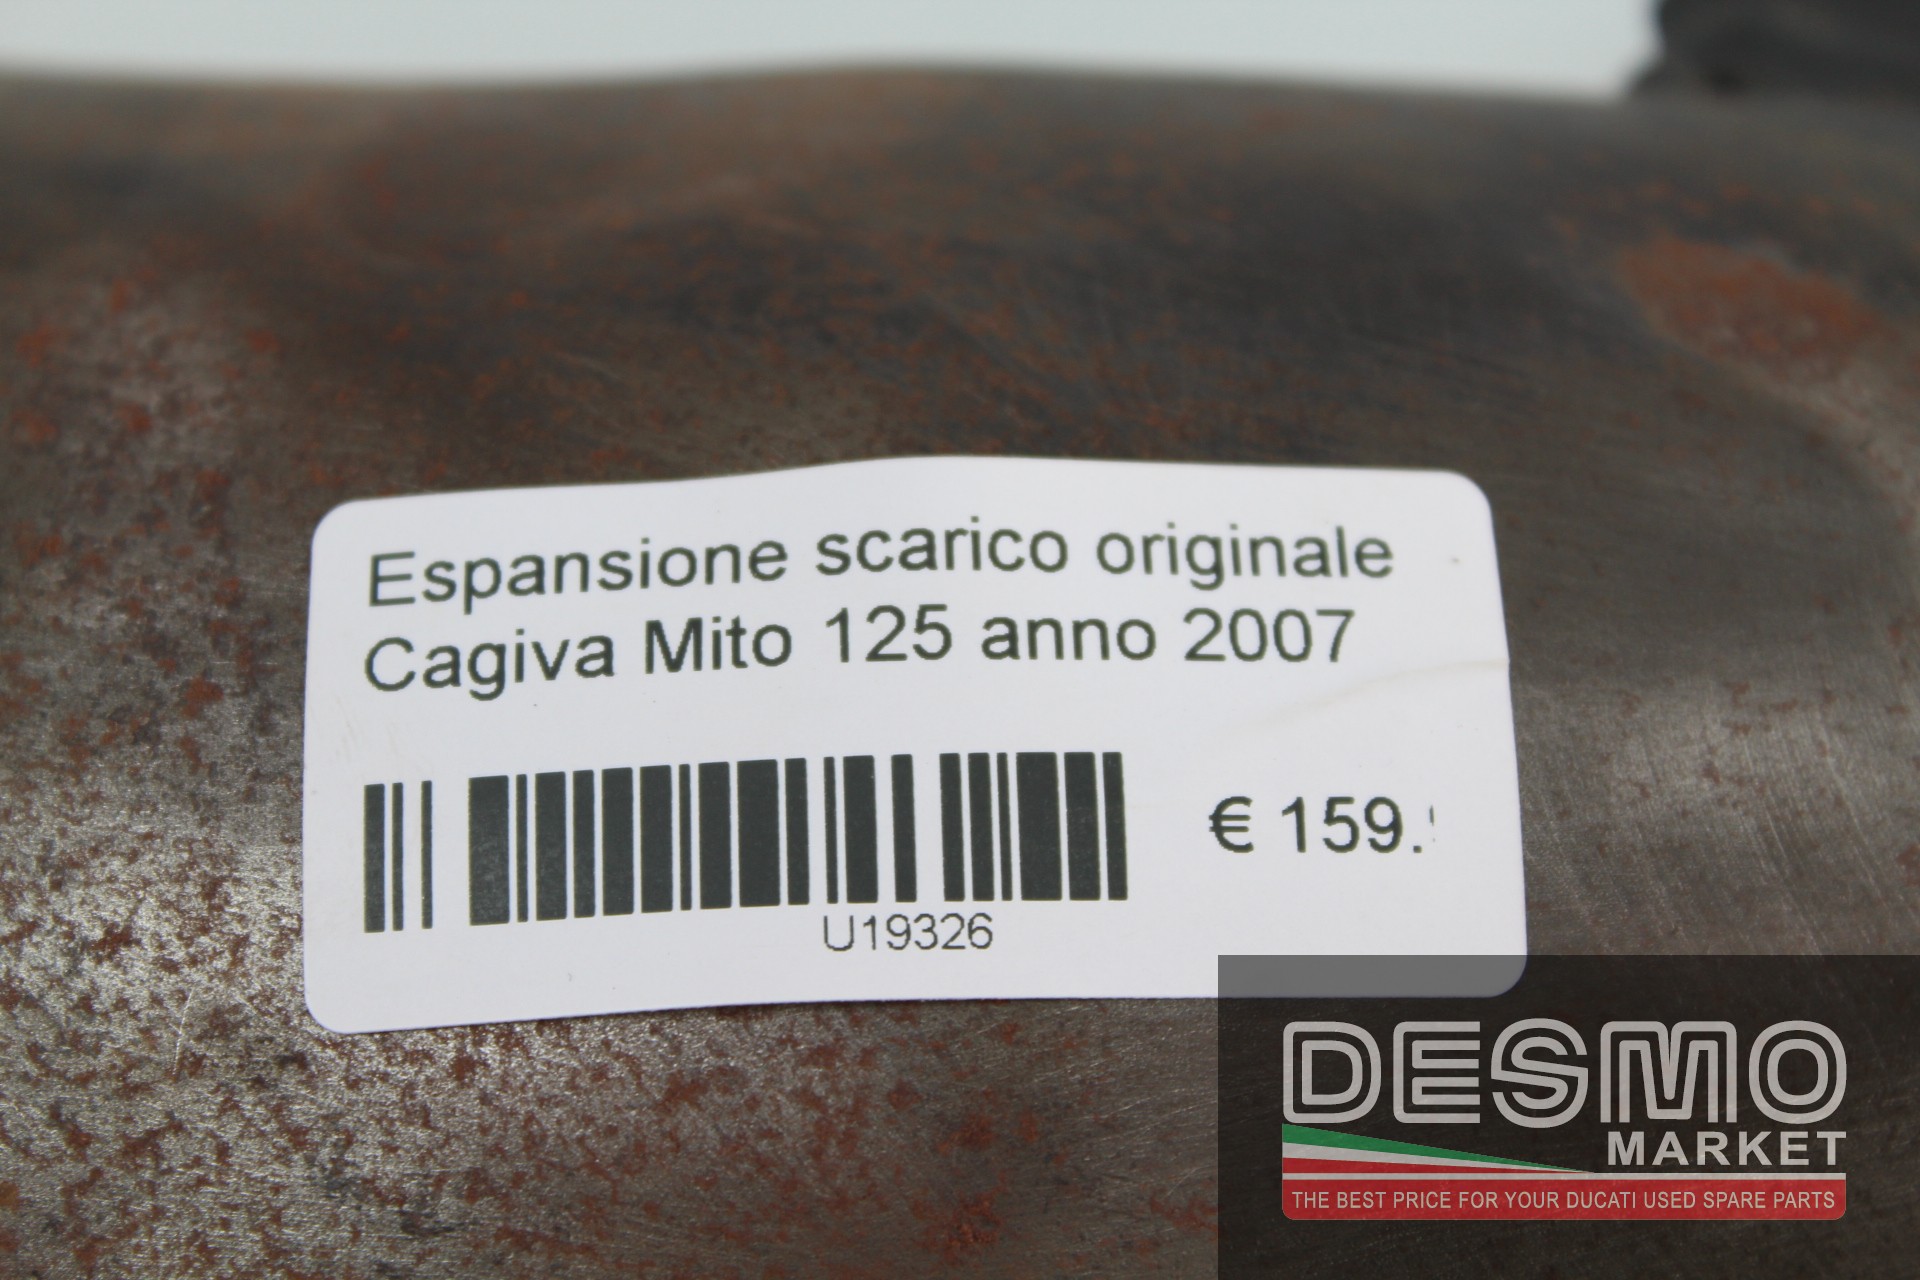 Espansione scarico originale
Cagiva Mito 125 anno 2007
€ 159.
U19326
DESMO
MARKET
THE BEST PRICE FOR YOUR DUCATI USED SPARE PARTS